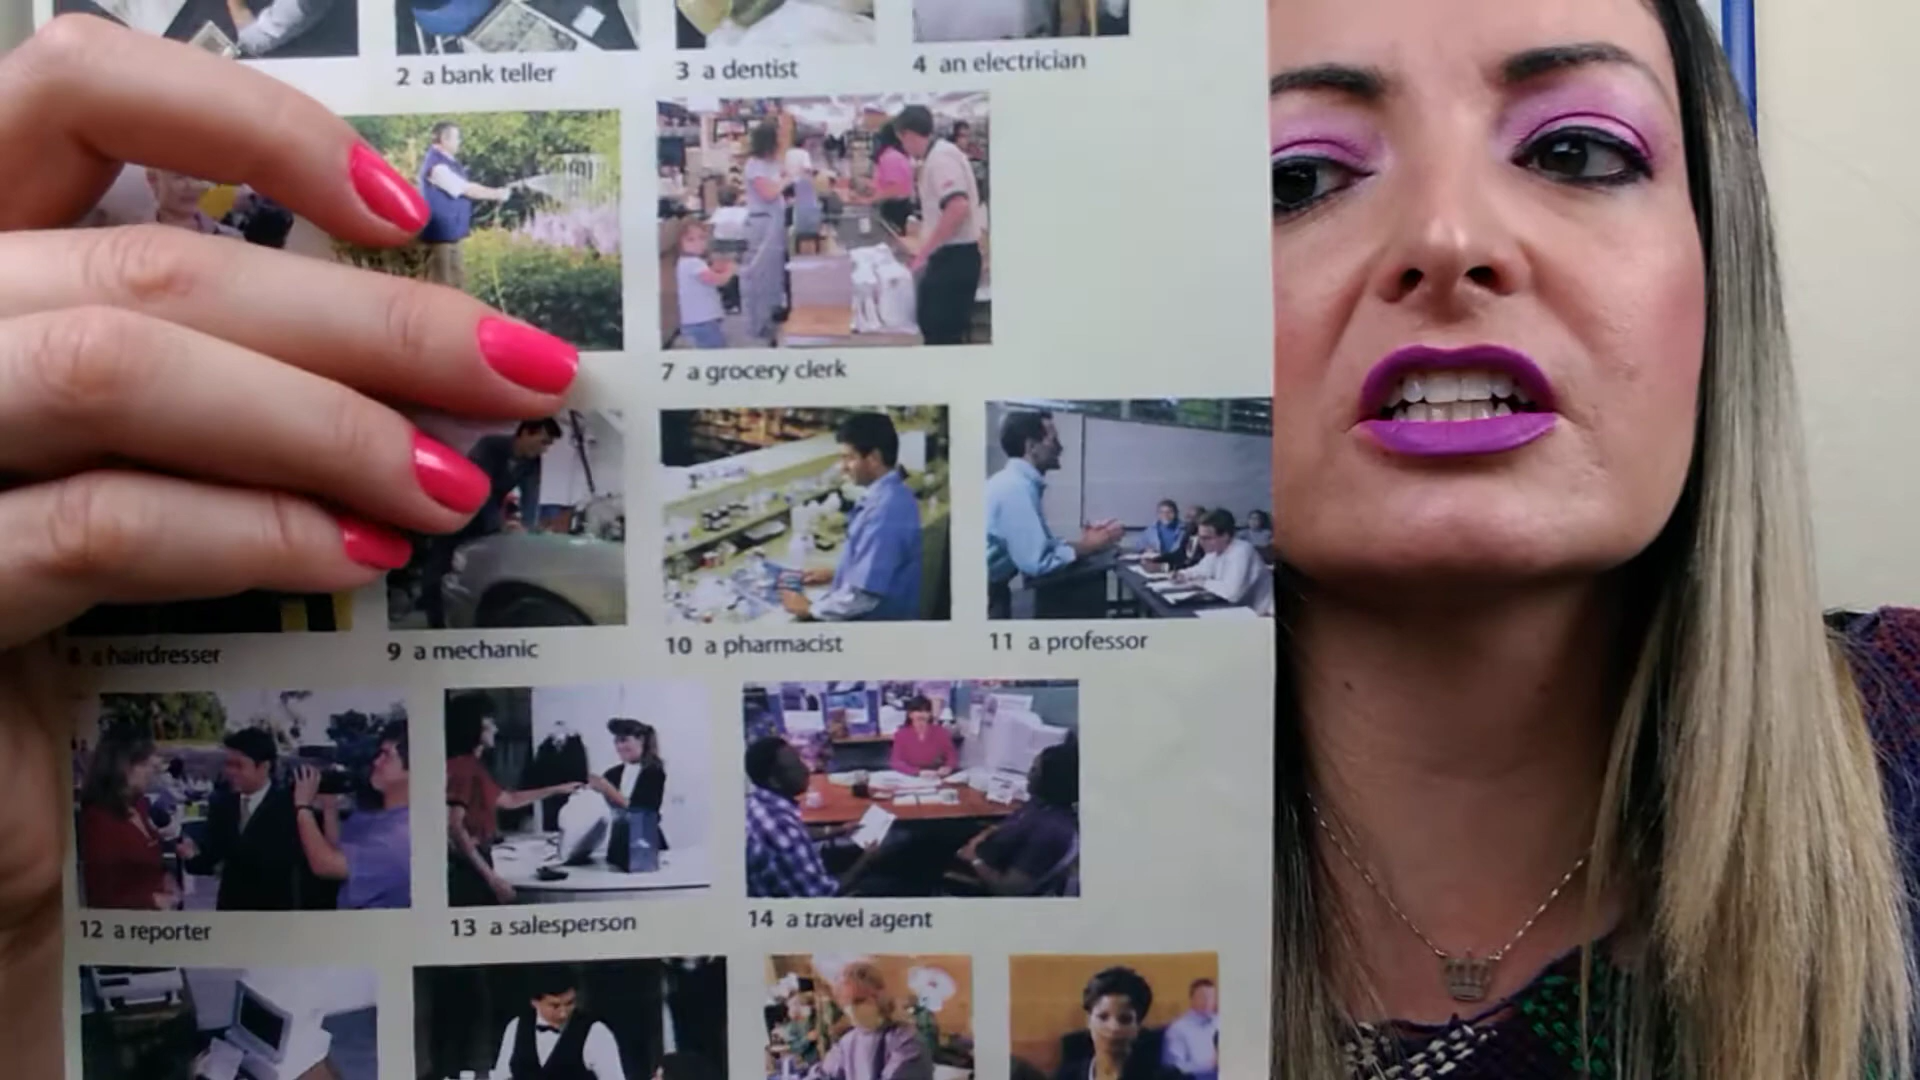 2 a bank teller
3 a dentist
4 an electrician
7 a grocery clerk
8 a hairdresser
9 a mechanic
10 a pharmacist
11 a professor
12 a reporter
13 a salesperson
14 a travel agent